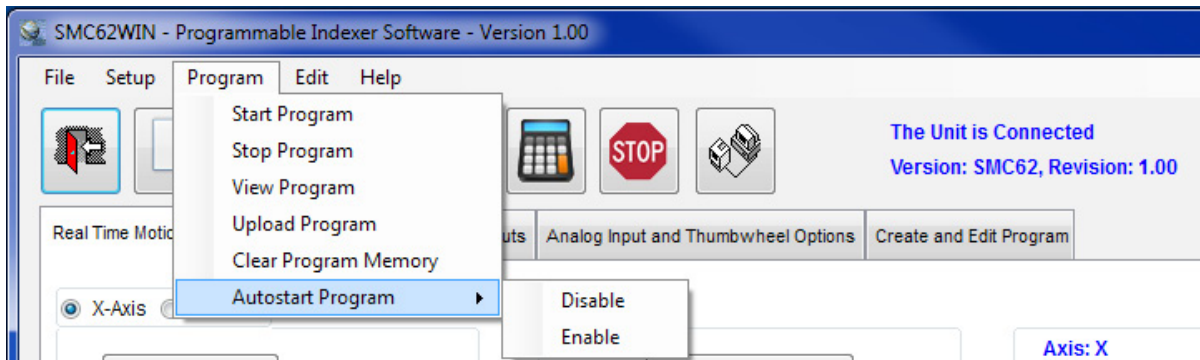 SMC62WIN - Programmable Indexer Software - Version 1.00
File Setup Program Edit Help
Start Program
Stop Program
View Program
Upload Program
Clear Program Memory
Autostart Program
Disable
Enable
STOP
The Unit is Connected
Version: SMC62, Revision: 1.00
Real Time Analog Input and Thumbwheel Options Create and Edit Program
X-Axis
Axis: X